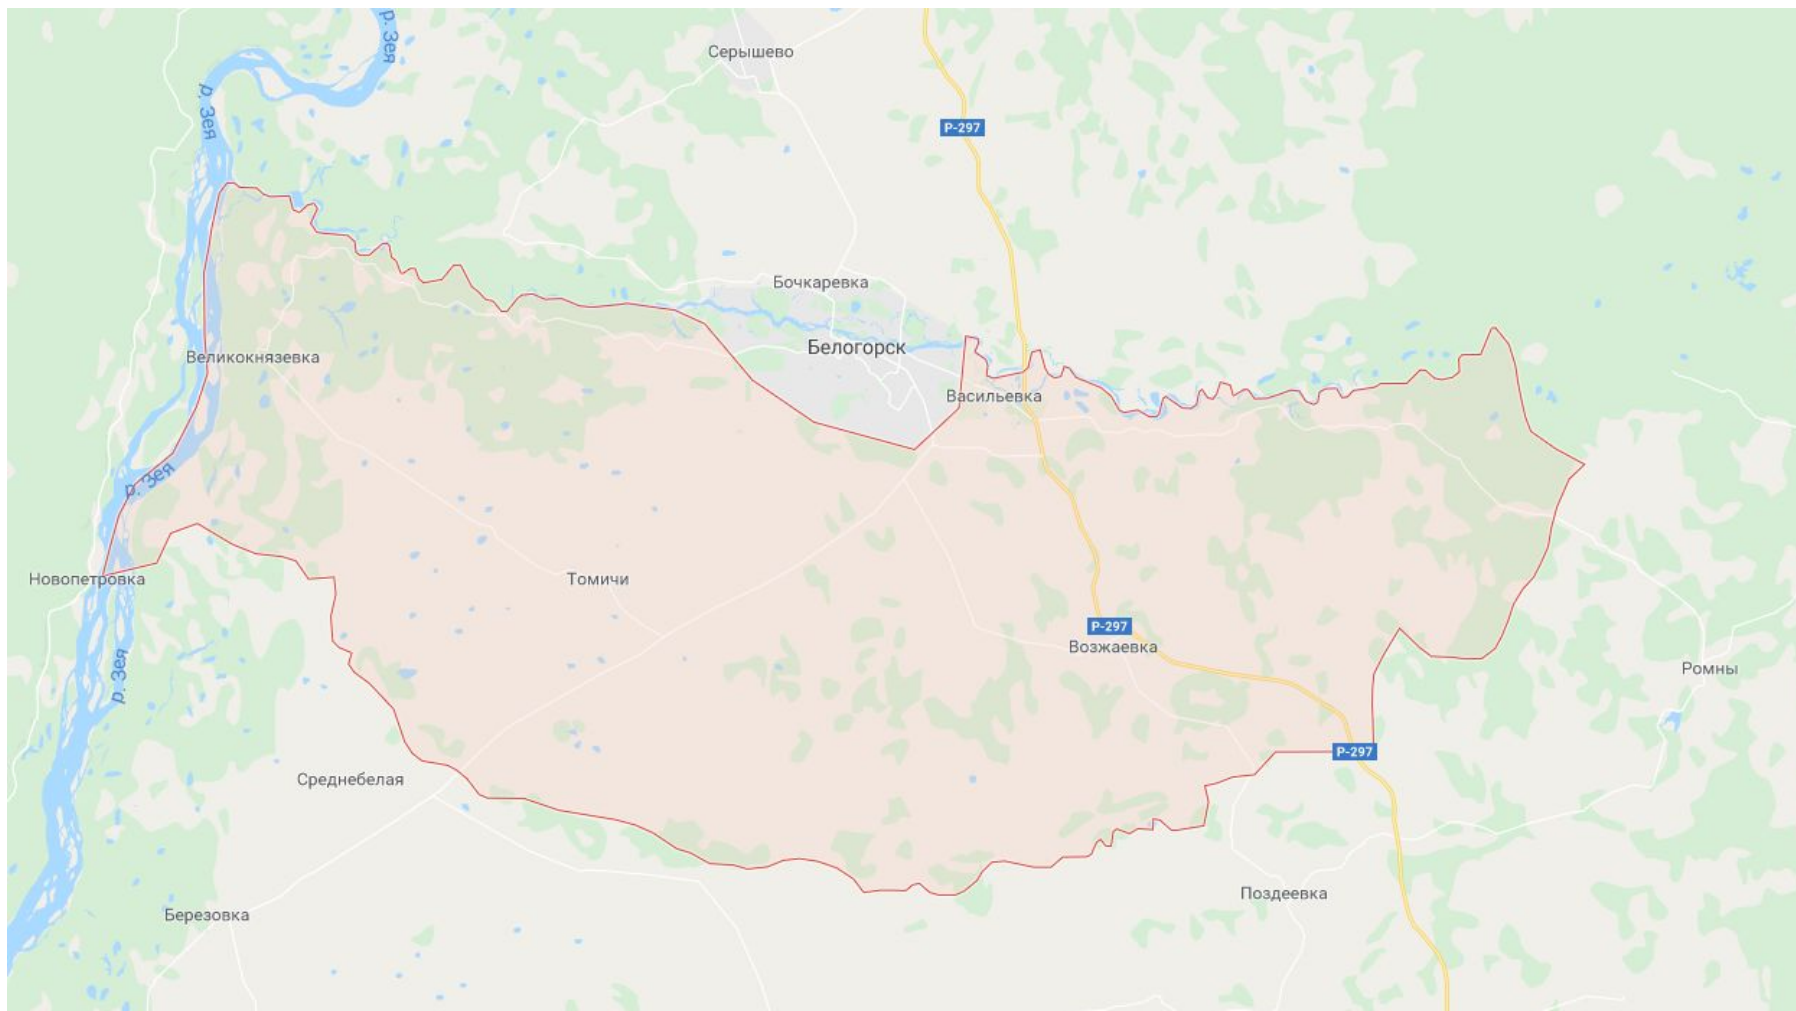 р. Зея
Серышево
р. Зея
Р-297
Бочкаревка
Белогорск
Великокнязевка
Васильевка
р. Зея
Новопетровка
Томичи
Р-297
Возжаевка
р. Зея
Ромны
Р-297
Среднебелая
Поздеевка
Березовка